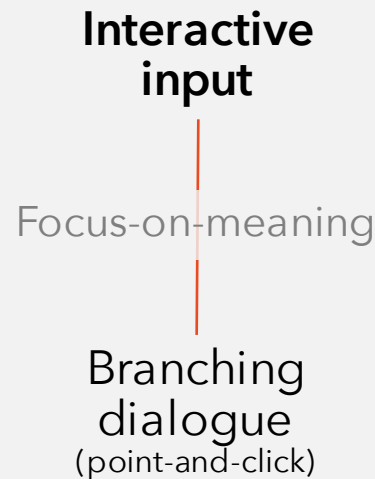 Interactive
input
Focus-on-meaning
Branching
dialogue
(point-and-click)